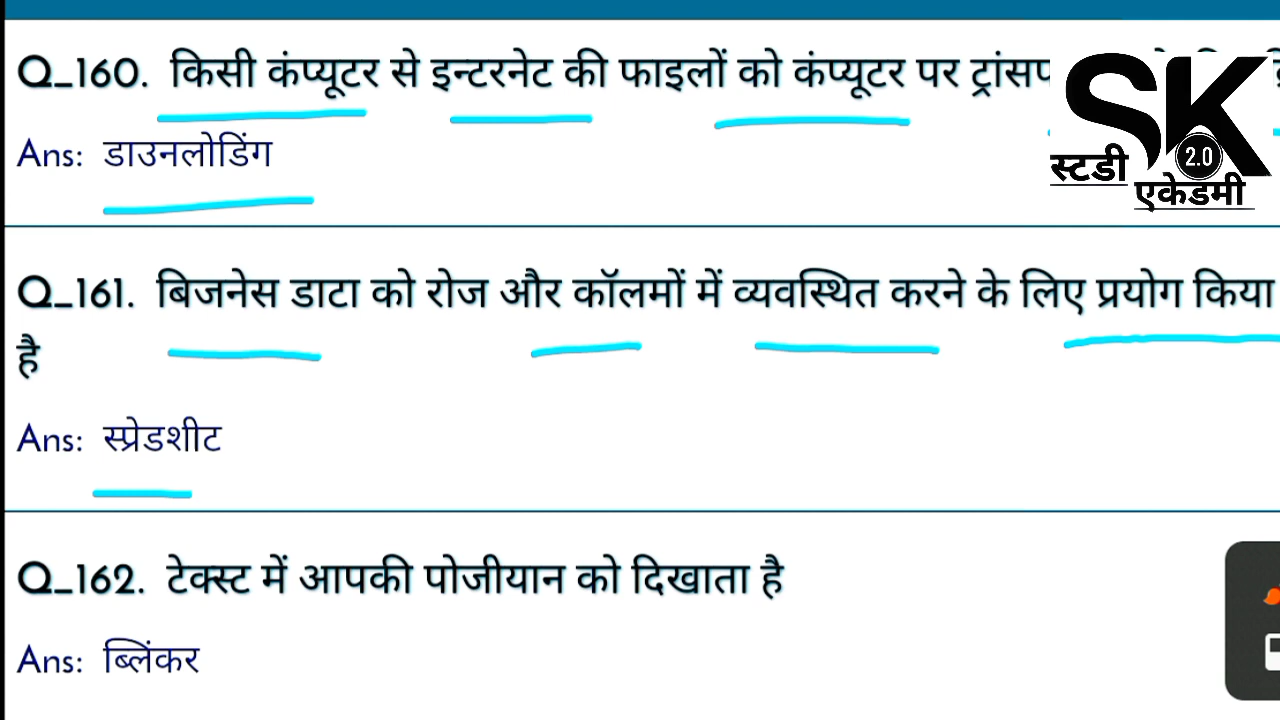 Q_160. किसी कंप्यूटर से इन्टरनेट की फाइलों को कंप्यूटर पर
Ans: डाउनलोडिंग
SK
2.0
स्टडी
एकेडमी
Q_161. बिजनेस डाटा को रोज और कॉलमों में व्यवस्थित करने के लिए प्रयोग किया
है
Ans: स्प्रेडशीट
Q_162. टेक्स्ट में आपकी पोजीयान को दिखाता है
Ans: ब्लिंकर